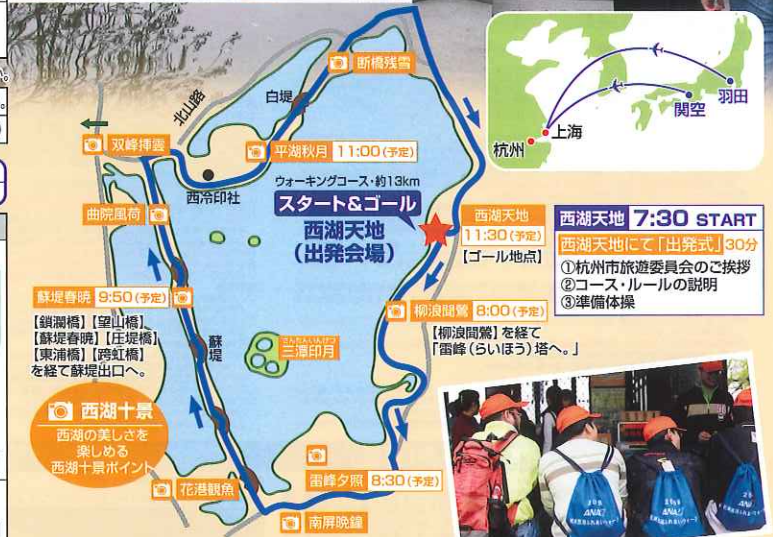 断橋残雪
北山路
白堤
双峰挿雲
平湖秋月 11:00(予定)
西冷印社
曲院風荷
ウォーキングコース・約13km
スタート&ゴール
西湖天地
(出発会場)
西湖天地
11:30(予定)
【ゴール地点】
蘇堤春暁 9:50(予定)
【鎖瀾橋】【望山橋】
【蘇堤春暁】【圧堤橋】
【東浦橋】【跨虹橋】
を経て蘇堤出口へ。
蘇堤
さんたんいんげつ
三潭印月
柳浪聞鶯 8:00(予定)
【柳浪聞鶯】を経て
「雷峰(らいほう)塔へ。」
西湖十景
西湖の美しさを
楽しめる
西湖十景ポイント
花港観魚
雷峰夕照 8:30(予定)
南屏晩鐘
羽田
関空
上海
杭州
西湖天地 7:30 START
西湖天地にて「出発式」30分
①杭州市旅遊委員会のご挨拶
②コース・ルールの説明
③準備体操
ANA
ANA